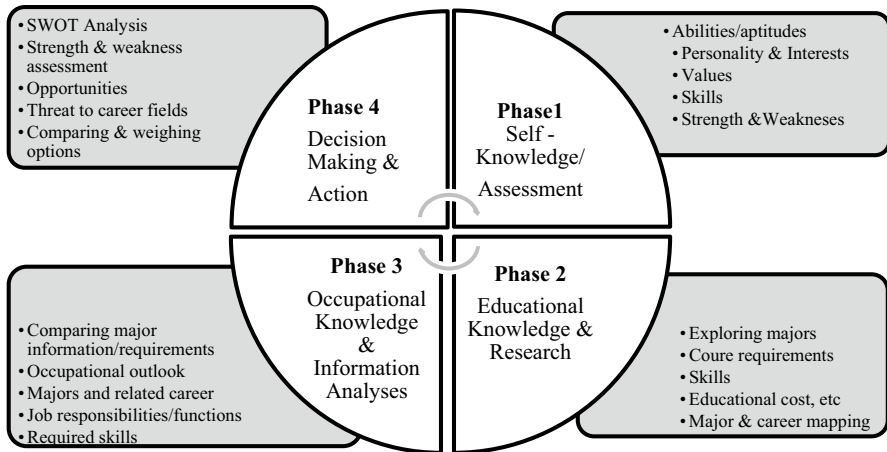 • SWOT Analysis
• Strength & weakness
assessment
• Opportunities
• Threat to career fields
• Comparing & weighing
options
Phase 4
Decision
Making &
Action
Phase1
Self -
Knowledge/
Assessment
• Abilities/aptitudes
• Personality & Interests
• Values
• Skills
• Strength &Weakneses
• Comparing major
information/requirements
• Occupational outlook
• Majors and related career
• Job responsibilities/functions
• Required skills
Phase 3
Occupational
Knowledge
&
Information
Analyses
Phase 2
Educational
Knowledge &
Research
• Exploring majors
• Coure requirements
• Skills
• Educational cost, etc
• Major & career mapping